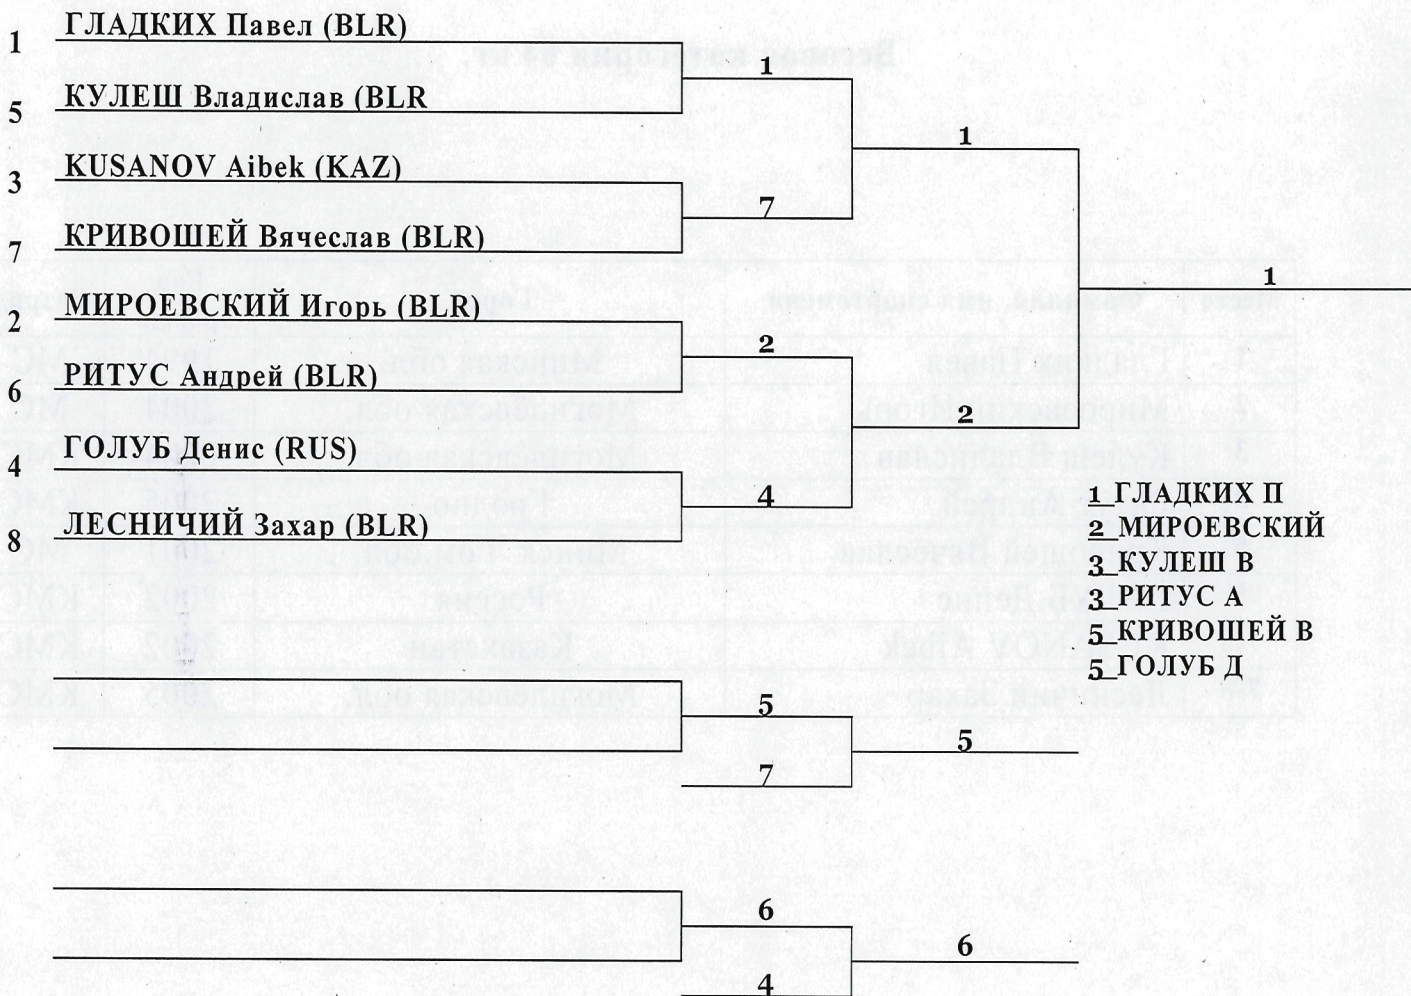 1 ГЛАДКИХ Павел (BLR)
5 КУЛЕШ Владислав (BLR
3 KUSANOV Aibek (KAZ)
7 КРИВОШЕЙ Вячеслав (BLR)
2 МИРОЕВСКИЙ Игорь (BLR)
6 РИТУС Андрей (BLR)
4 ГОЛУБ Денис (RUS)
8 ЛЕСНИЧИЙ Захар (BLR)
1
7
2
4
1
2
1
1 ГЛАДКИХ П
2 МИРОЕВСКИЙ
3 КУЛЕШ В
3 РИТУС А
5 КРИВОШЕЙ В
5 ГОЛУБ Д
5
7
5
6
4
6